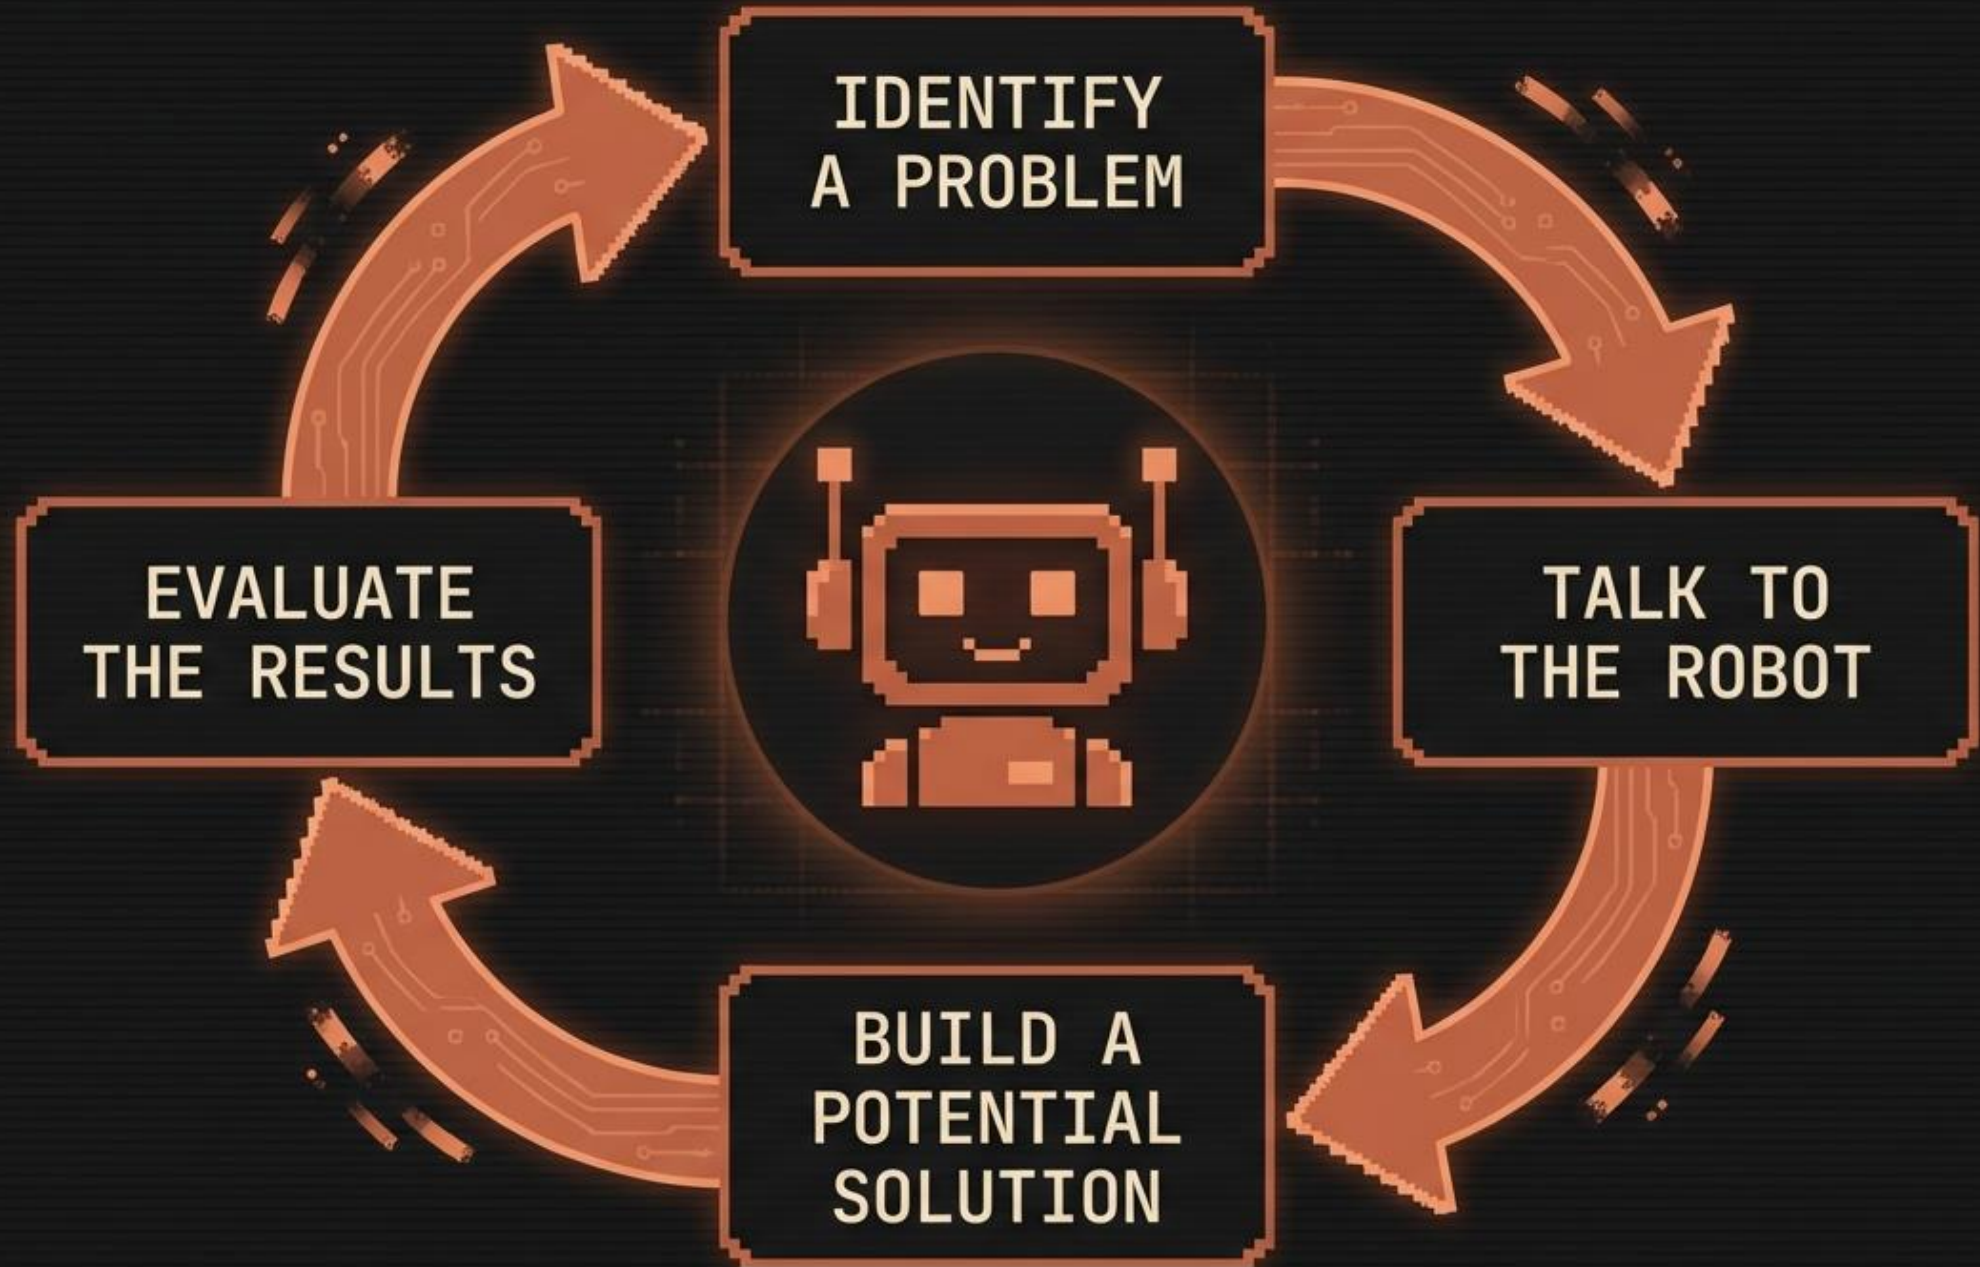 IDENTIFY
A PROBLEM
TALK TO
THE ROBOT
BUILD A
POTENTIAL
SOLUTION
EVALUATE
THE RESULTS